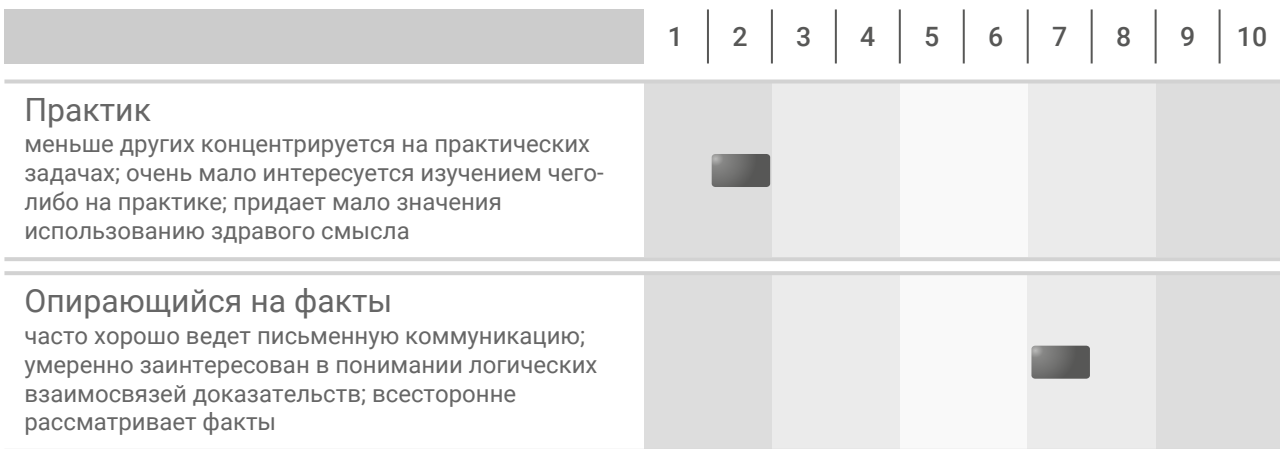 1 2 3 4 5 6 7 8 9 10
Практик
меньше других концентрируется на практических
задачах; очень мало интересуется изучением чего-
либо на практике; придает мало значения
использованию здравого смысла
Опирающийся на факты
часто хорошо ведет письменную коммуникацию;
умеренно заинтересован в понимании логических
взаимосвязей доказательств; всесторонне
рассматривает факты